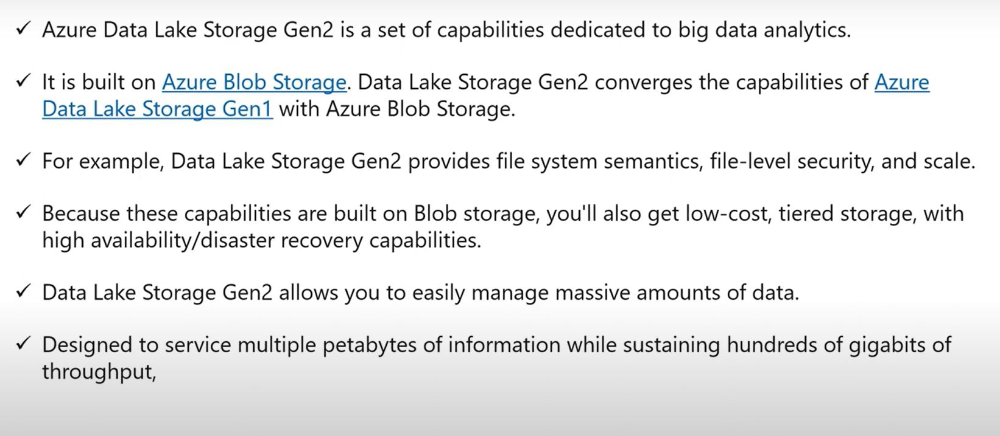 ✓ Azure Data Lake Storage Gen2 is a set of capabilities dedicated to big data analytics.
✓ It is built on Azure Blob Storage. Data Lake Storage Gen2 converges the capabilities of Azure
Data Lake Storage Gen1 with Azure Blob Storage.
✓ For example, Data Lake Storage Gen2 provides file system semantics, file-level security, and scale.
✓ Because these capabilities are built on Blob storage, you'll also get low-cost, tiered storage, with
high availability/disaster recovery capabilities.
✓ Data Lake Storage Gen2 allows you to easily manage massive amounts of data.
✓ Designed to service multiple petabytes of information while sustaining hundreds of gigabits of
throughput,